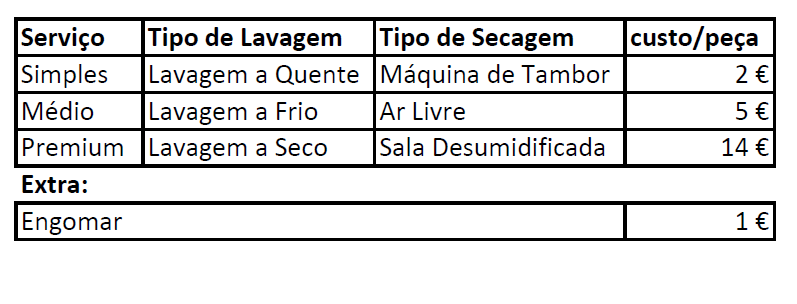 Serviço Tipo de Lavagem Tipo de Secagem custo/peça
Simples Lavagem a Quente Máquina de Tambor 2 €
Médio Lavagem a Frio Ar Livre 5 €
Premium Lavagem a Seco Sala Desumidificada 14 €
Extra:
Engomar 1 €